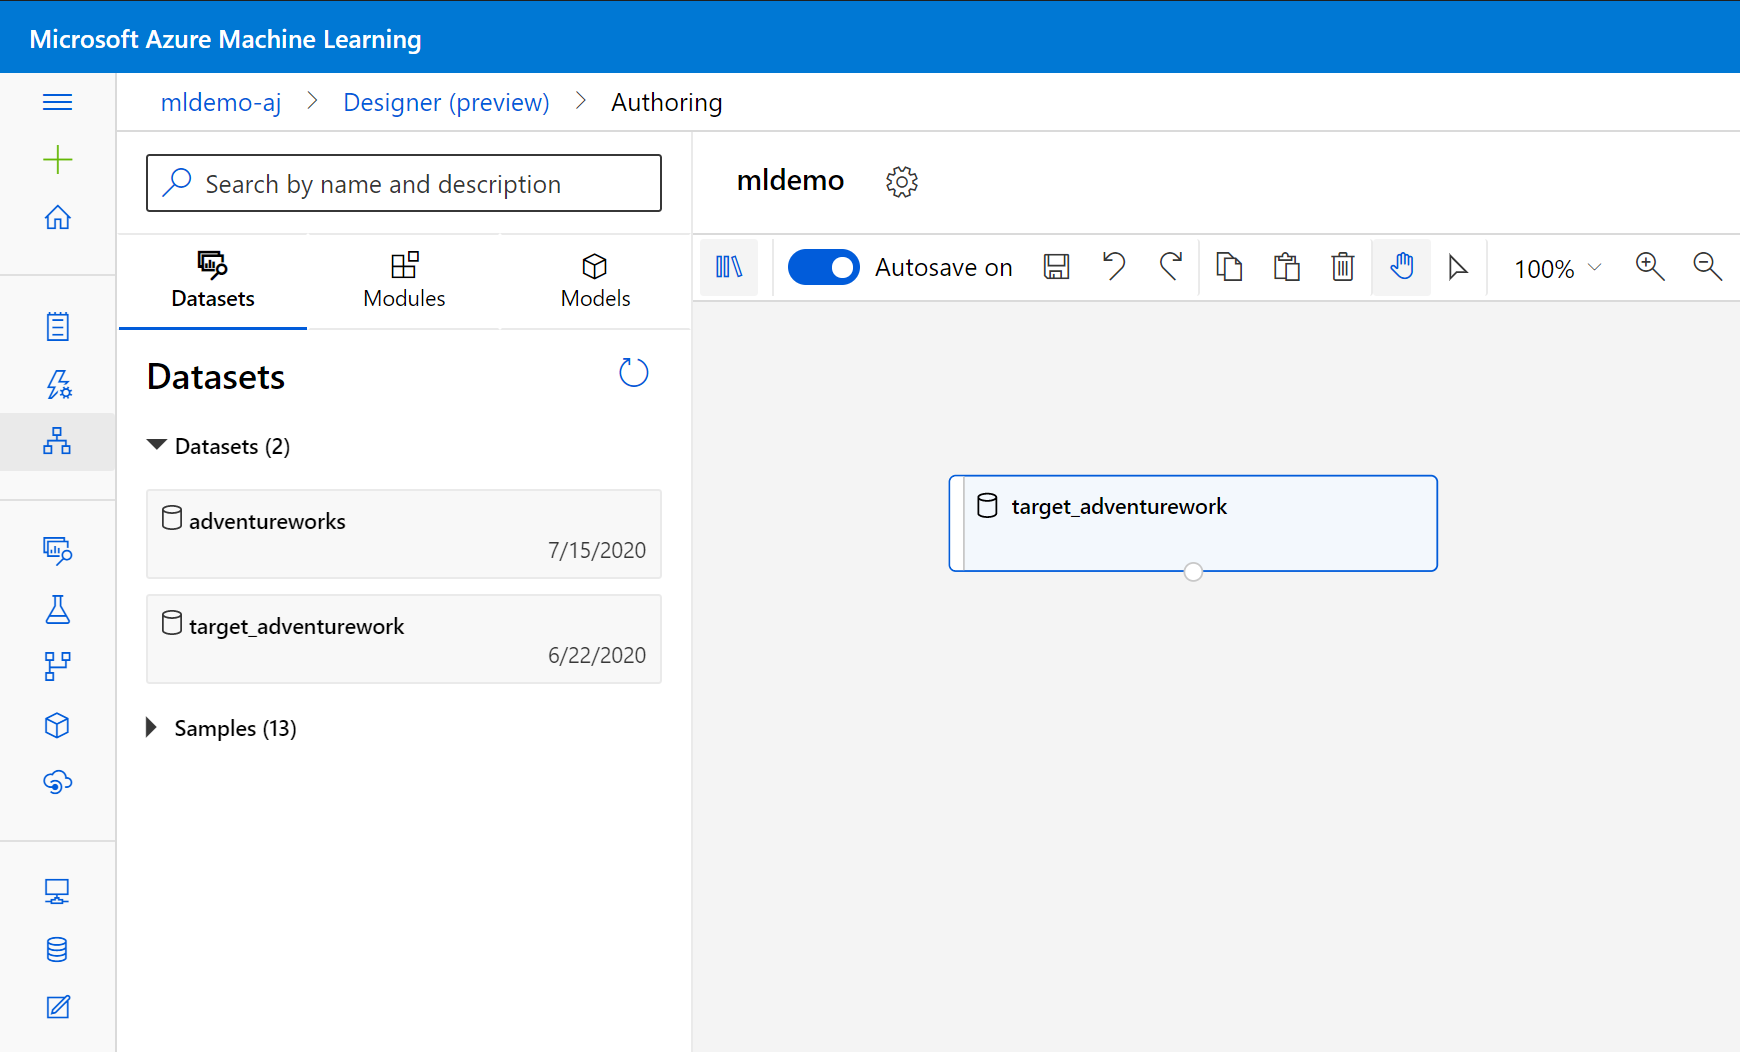 Microsoft Azure Machine Learning
mldemo-aj > Designer (preview) > Authoring
Search by name and description
Datasets
Modules
Models
Datasets
Datasets (2)
adventureworks
7/15/2020
target_adventurework
6/22/2020
Samples (13)
mldemo
Autosave on
100%
target_adventurework